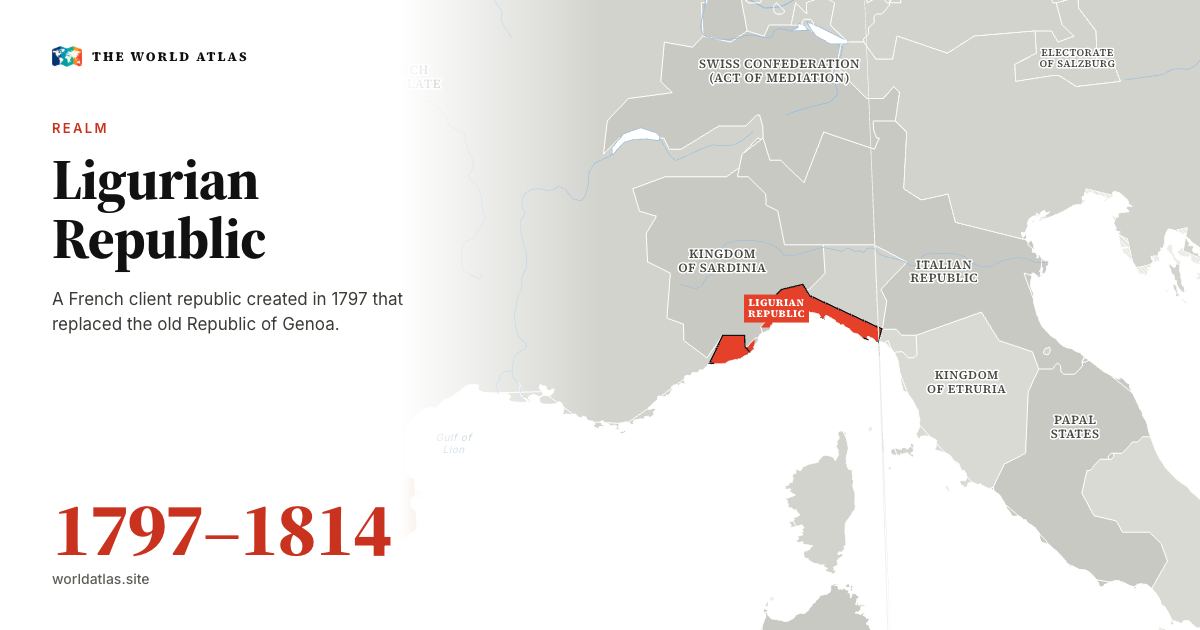 THE WORLD ATLAS
REALM
Ligurian
Republic
A French client republic created in 1797 that
replaced the old Republic of Genoa.
1797–1814
worldatlas.site
SWISS CONFEDERATION
(ACT OF MEDIATION)
ELECTORATE
OF SALZBURG
KINGDOM
OF SARDINIA
ITALIAN
REPUBLIC
LIGURIAN
REPUBLIC
KINGDOM
OF ETRURIA
PAPAL
STATES
Gulf of
Lion